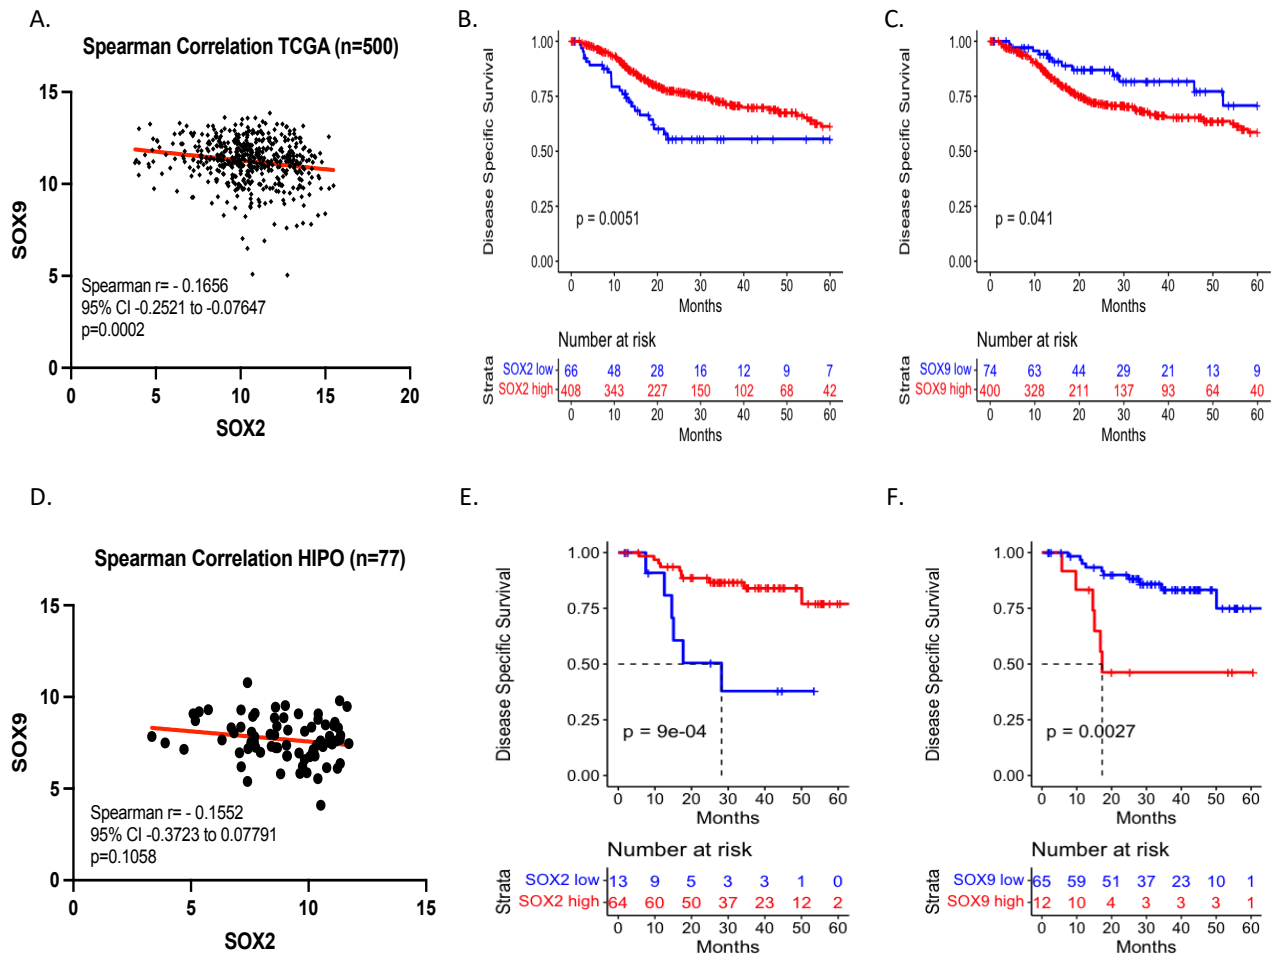 A.
Spearman Correlation TCGA (n=500)
15
10
5
0
0 5 10 15 20
SOX9
SOX2
Spearman r= - 0.1656
95% CI -0.2521 to -0.07647
p=0.0002
B.
Disease Specific Survival
1.00
0.75
0.50
0.25
0.00
p = 0.0051
0 10 20 30 40 50 60
Months
Number at risk
Strata
SOX2 low 66 48 28 16 12 9 7
SOX2 high 408 343 227 150 102 68 42
0 10 20 30 40 50 60
Months
C.
Disease Specific Survival
1.00
0.75
0.50
0.25
0.00
p = 0.041
0 10 20 30 40 50 60
Months
Number at risk
Strata
SOX9 low 74 63 44 29 21 13 9
SOX9 high 400 328 211 137 93 64 40
0 10 20 30 40 50 60
Months
D.
Spearman Correlation HIPO (n=77)
15
10
5
0
0 5 10 15
SOX9
SOX2
Spearman r= - 0.1552
95% CI -0.3723 to 0.07791
p=0.1058
E.
Disease Specific Survival
1.00
0.75
0.50
0.25
0.00
p = 9e-04
0 10 20 30 40 50 60
Months
Number at risk
Strata
SOX2 low 13 9 5 3 3 1 0
SOX2 high 64 60 50 37 23 12 2
0 10 20 30 40 50 60
Months
F.
Disease Specific Survival
1.00
0.75
0.50
0.25
0.00
p = 0.0027
0 10 20 30 40 50 60
Months
Number at risk
Strata
SOX9 low 65 59 51 37 23 10 1
SOX9 high 12 10 4 3 3 3 1
0 10 20 30 40 50 60
Months